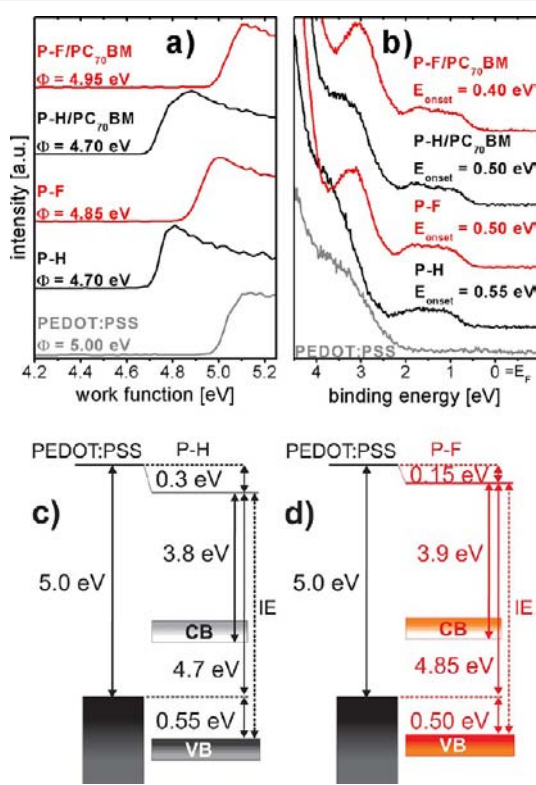 a)
P-F/PC70BM
Φ = 4.95 eV
P-H/PC70BM
Φ = 4.70 eV
P-F
Φ = 4.85 eV
P-H
Φ = 4.70 eV
PEDOT:PSS
Φ = 5.00 eV
intensity [a.u.]
4.2 4.4 4.6 4.8 5.0 5.2
work function [eV]
b)
P-F/PC70BM
Eonset = 0.40 eV
P-H/PC70BM
Eonset = 0.50 eV
P-F
Eonset = 0.50 eV
P-H
Eonset = 0.55 eV
PEDOT:PSS
4 3 2 1 0 =EF
binding energy [eV]
c)
PEDOT:PSS P-H
0.3 eV
3.8 eV
5.0 eV
IE
CB
4.7 eV
0.55 eV
VB
d)
PEDOT:PSS P-F
0.15 eV
3.9 eV
5.0 eV
IE
CB
4.85 eV
0.50 eV
VB